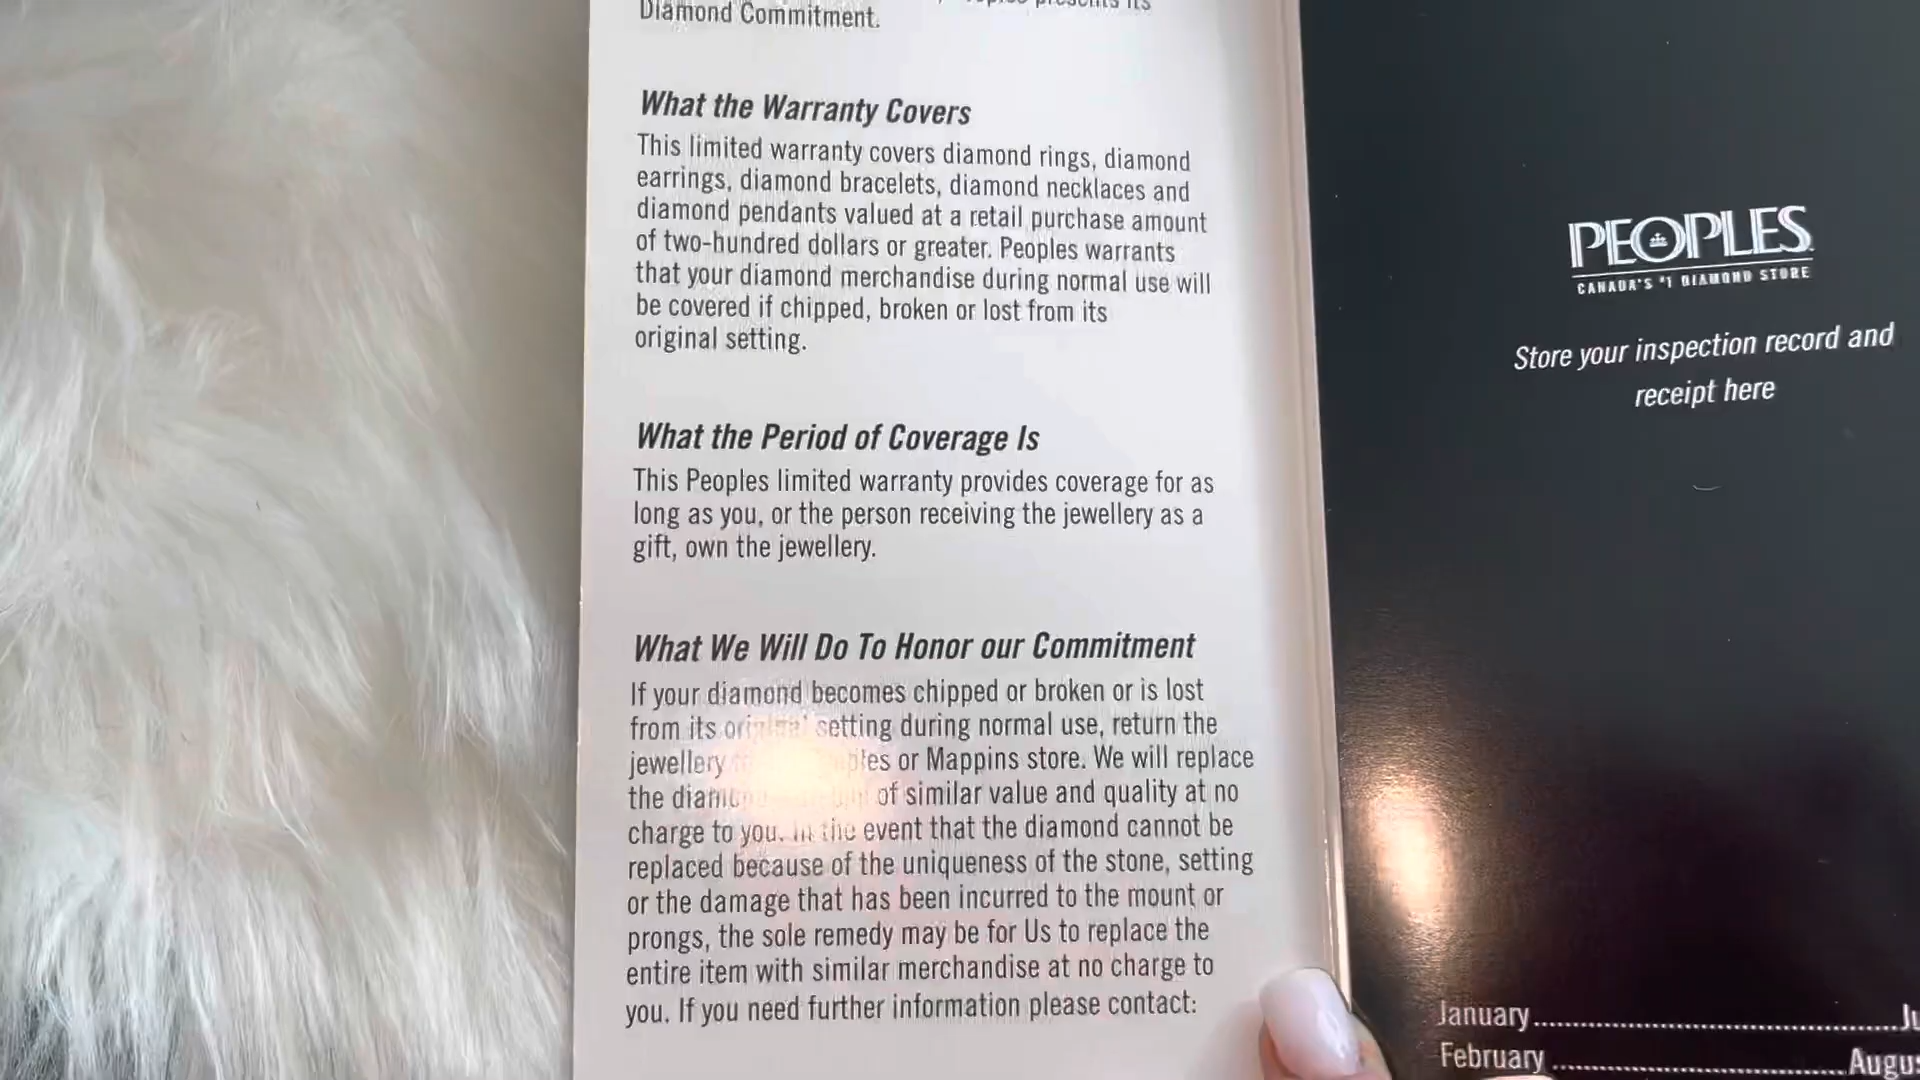 presents its
Diamond Commitment.
What the Warranty Covers
This limited warranty covers diamond rings, diamond
earrings, diamond bracelets, diamond necklaces and
diamond pendants valued at a retail purchase amount
of two-hundred dollars or greater. Peoples warrants
that your diamond merchandise during normal use will
be covered if chipped, broken or lost from its
original setting.
What the Period of Coverage Is
This Peoples limited warranty provides coverage for as
long as you, or the person receiving the jewellery as a
gift, own the jewellery.
What We Will Do To Honor our Commitment
If your diamond becomes chipped or broken or is lost
from its original setting during normal use, return the
jewellery or Mappins store. We will replace
the of similar value and quality at no
charge to you. In the event that the diamond cannot be
replaced because of the uniqueness of the stone, setting
or the damage that has been incurred to the mount or
prongs, the sole remedy may be for Us to replace the
entire item with similar merchandise at no charge to
you. If you need further information please contact:
PEOPLES
CANADA'S #1 DIAMOND STORE
Store your inspection record and
receipt here
January
February